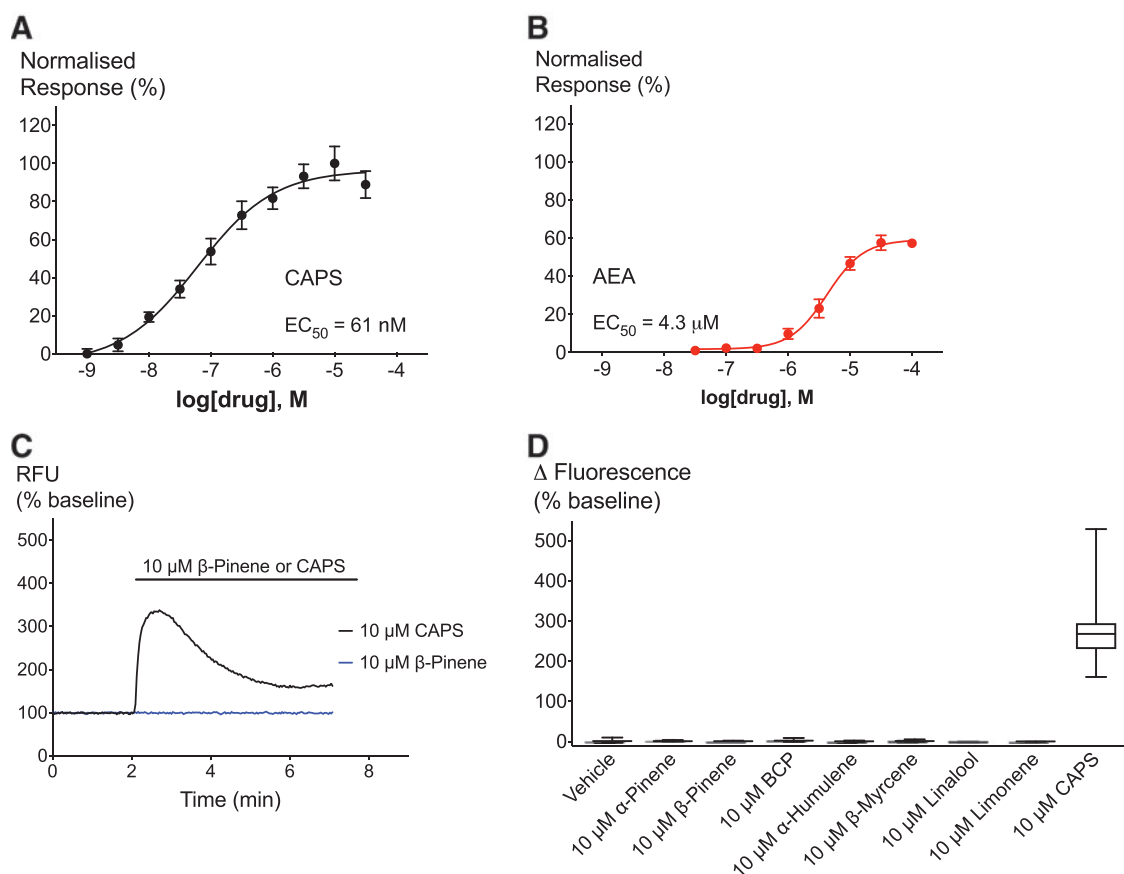 A
Normalised
Response (%)
120
100
80
60
40
20
0
CAPS
EC50 = 61 nM
-9 -8 -7 -6 -5 -4
log[drug], M
B
Normalised
Response (%)
120
100
80
60
40
20
0
AEA
EC50 = 4.3 μM
-9 -8 -7 -6 -5 -4
log[drug], M
C
RFU
(% baseline)
500
400
300
200
100
0
10 μM β-Pinene or CAPS
10 μM CAPS
10 μM β-Pinene
0 2 4 6 8
Time (min)
D
Δ Fluorescence
(% baseline)
500
400
300
200
100
0
Vehicle
10 μM α-Pinene
10 μM β-Pinene
10 μM BCP
10 μM α-Humulene
10 μM β-Myrcene
10 μM Linalool
10 μM Limonene
10 μM CAPS